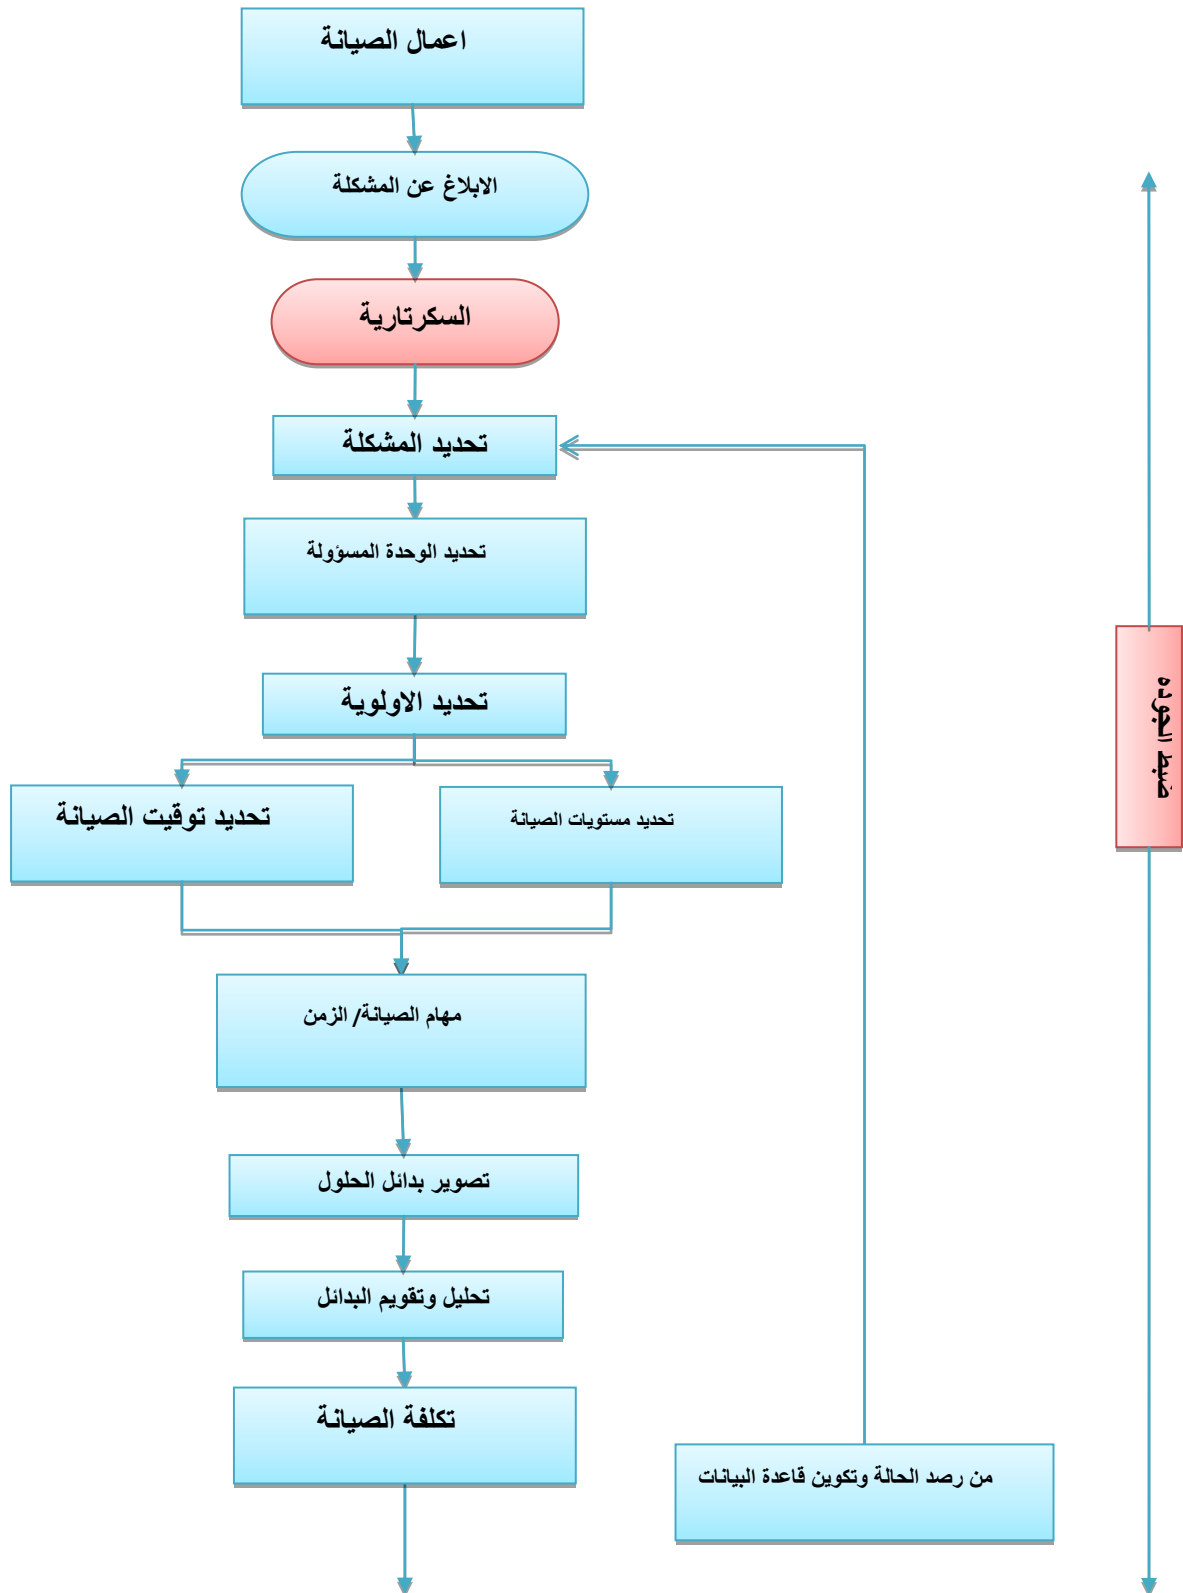 اعمال الصيانة
الابلاغ عن المشكلة
السكرتارية
تحديد المشكلة
تحديد الوحدة المسؤولة
تحديد الاولوية
تحديد مستويات الصيانة
تحديد توقيت الصيانة
مهام الصيانة/ الزمن
تصوير بدائل الحلول
تحليل وتقويم البدائل
تكلفة الصيانة
من رصد الحالة وتكوين قاعدة البيانات
ضبط الجوده